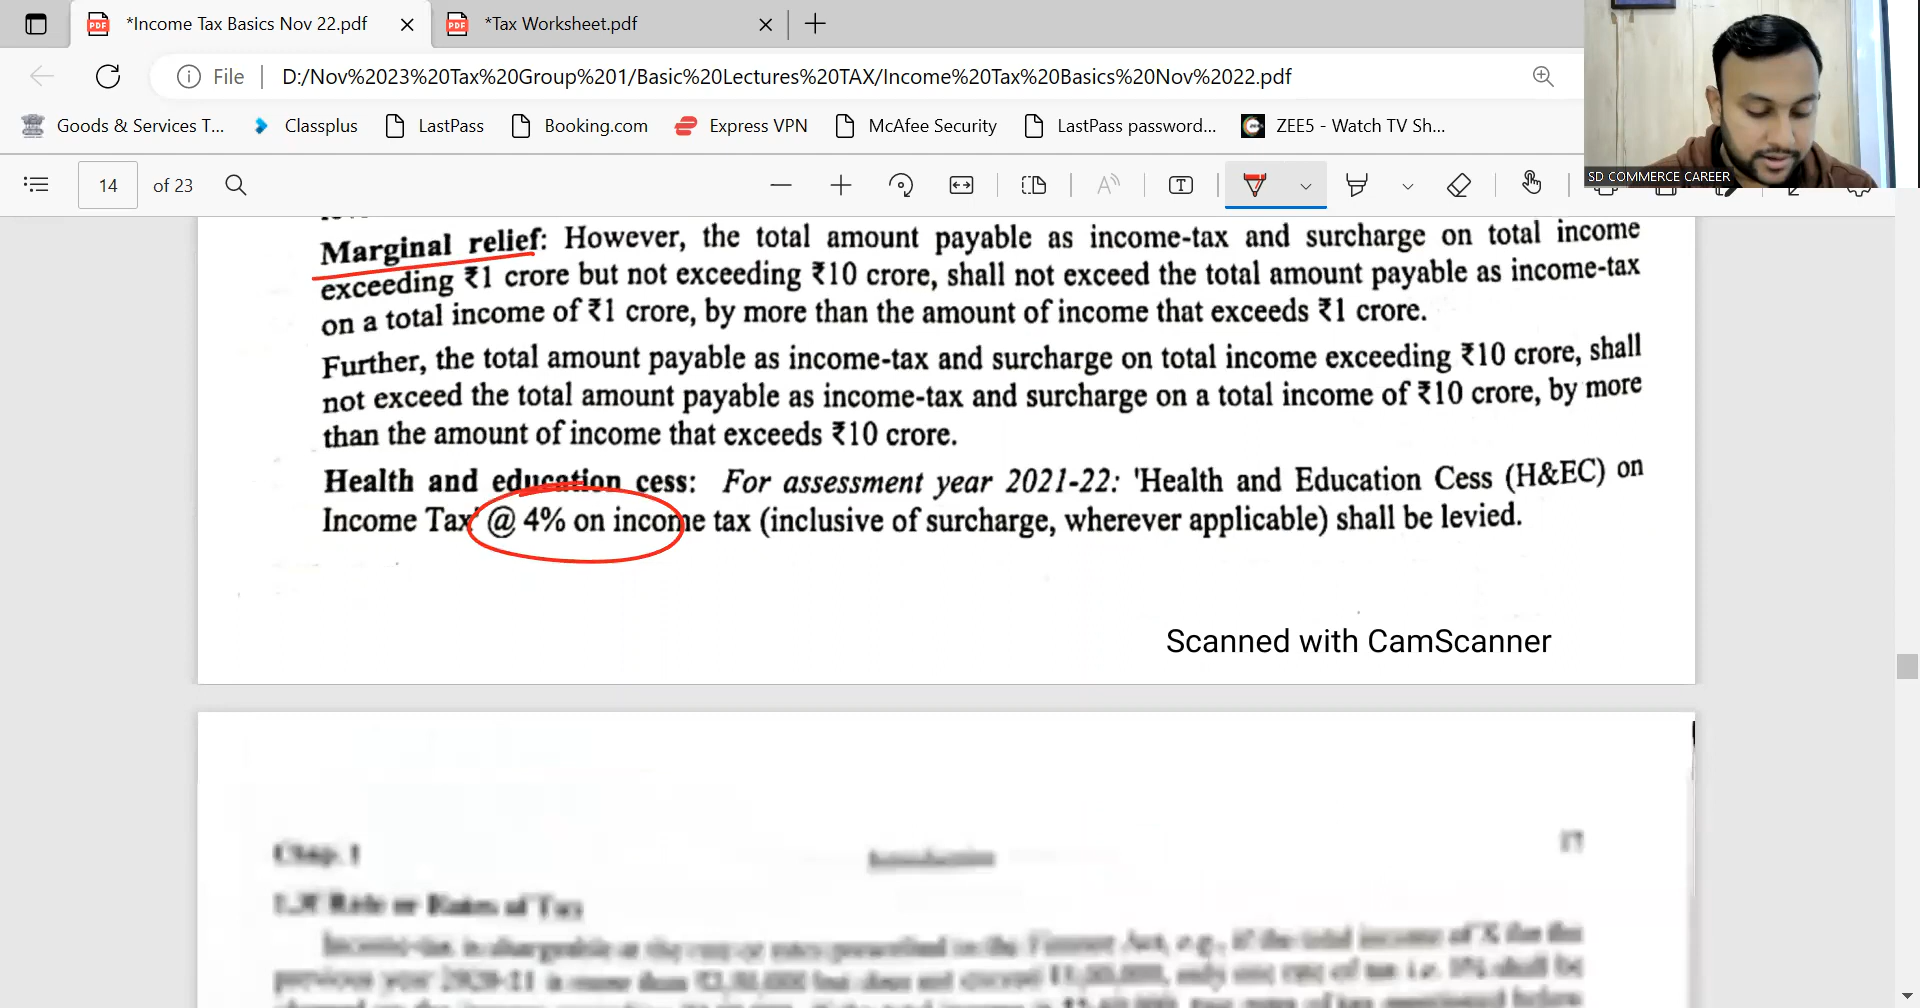 *Income Tax Basics Nov 22.pdf
*Tax Worksheet.pdf
File
D:/Nov%2023%20Tax%20Group%201/Basic%20Lectures%20TAX/Income%20Tax%20Basics%20Nov%2022.pdf
Goods & Services T...
Classplus
LastPass
Booking.com
Express VPN
McAfee Security
LastPass password...
ZEE5 - Watch TV Sh...
14
of 23
SD COMMERCE CAREER
Marginal relief: However, the total amount payable as income-tax and surcharge on total income
exceeding ₹1 crore but not exceeding ₹10 crore, shall not exceed the total amount payable as income-tax
on a total income of ₹1 crore, by more than the amount of income that exceeds ₹1 crore.
Further, the total amount payable as income-tax and surcharge on total income exceeding ₹10 crore, shall
not exceed the total amount payable as income-tax and surcharge on a total income of ₹10 crore, by more
than the amount of income that exceeds ₹10 crore.
Health and education cess: For assessment year 2021-22: 'Health and Education Cess (H&EC) on
Income Tax' @ 4% on income tax (inclusive of surcharge, wherever applicable) shall be levied.
Scanned with CamScanner
Chap. 1
17
Rate or Rates of Tax